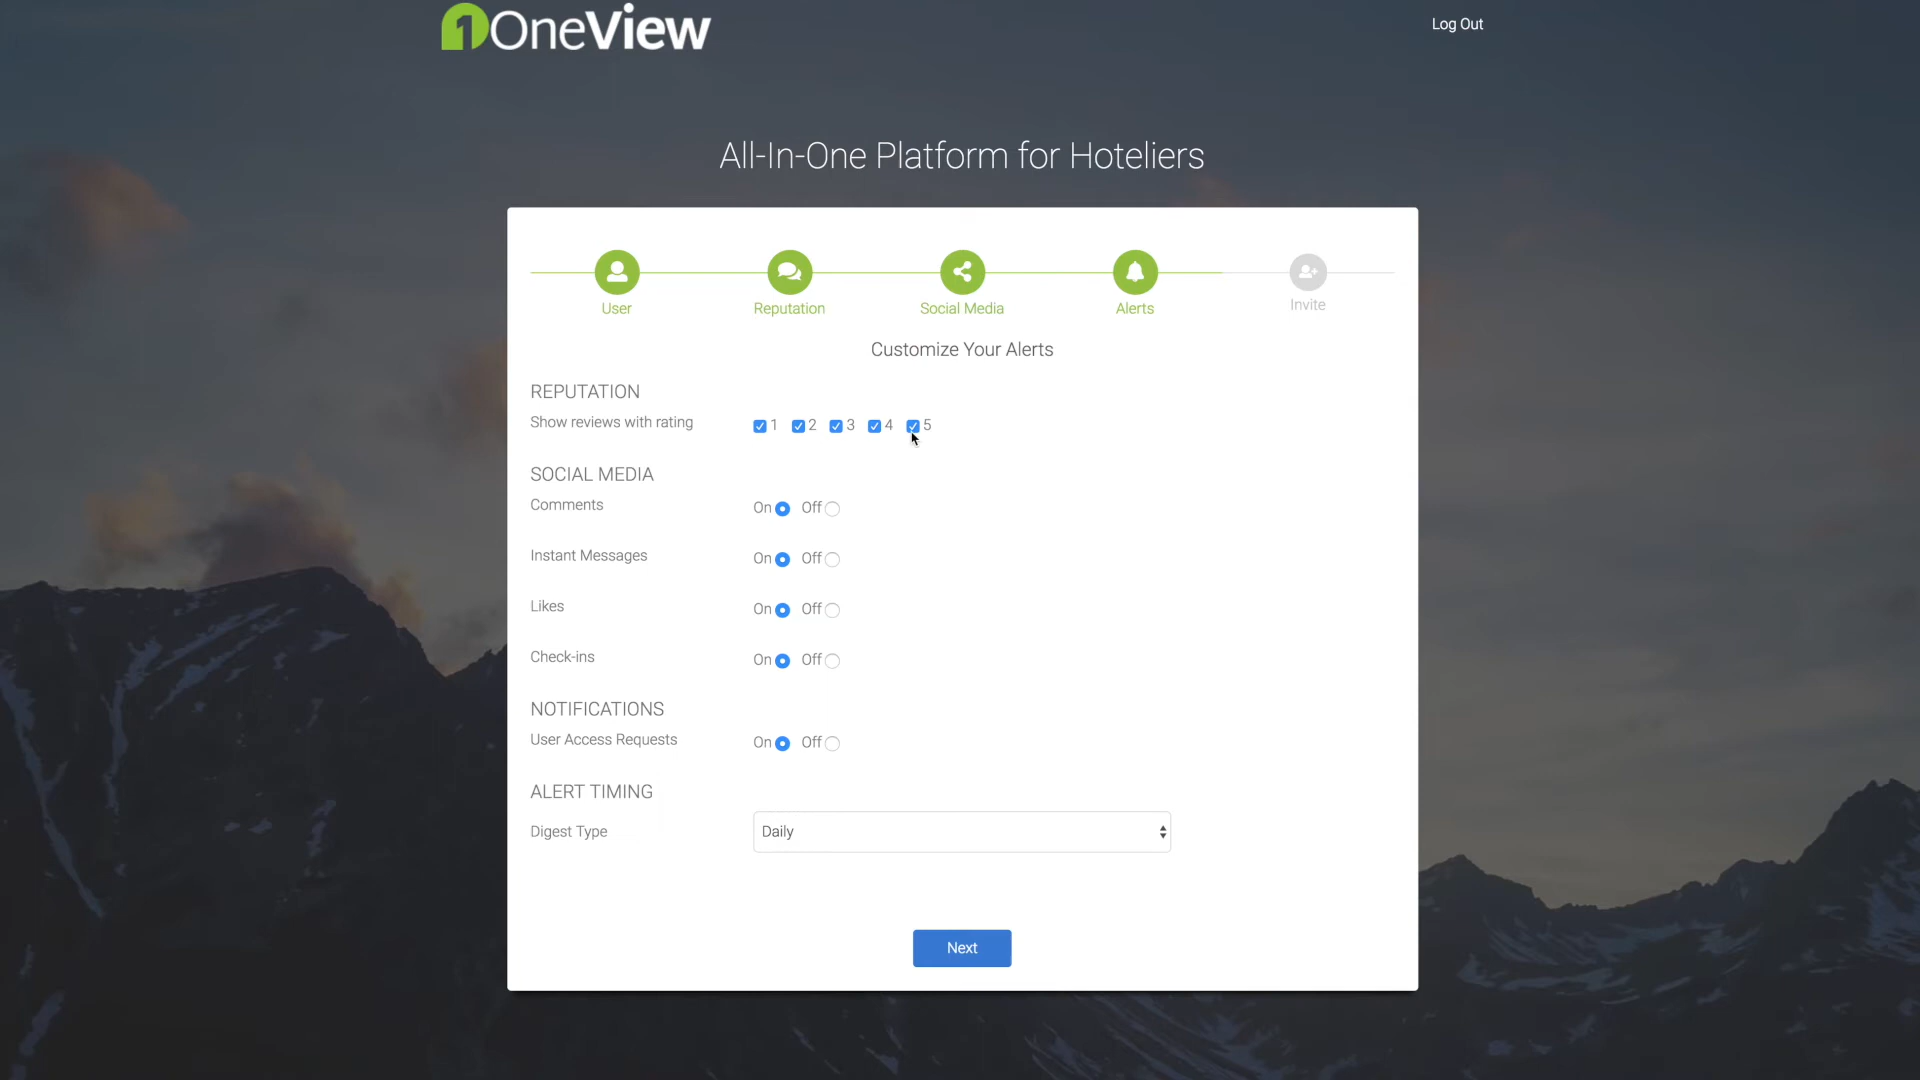 1OneView
Log Out
All-In-One Platform for Hoteliers
User Reputation Social Media Alerts Invite
Customize Your Alerts
REPUTATION
Show reviews with rating 1 2 3 4 5
SOCIAL MEDIA
Comments On Off
Instant Messages On Off
Likes On Off
Check-ins On Off
NOTIFICATIONS
User Access Requests On Off
ALERT TIMING
Digest Type Daily
Next